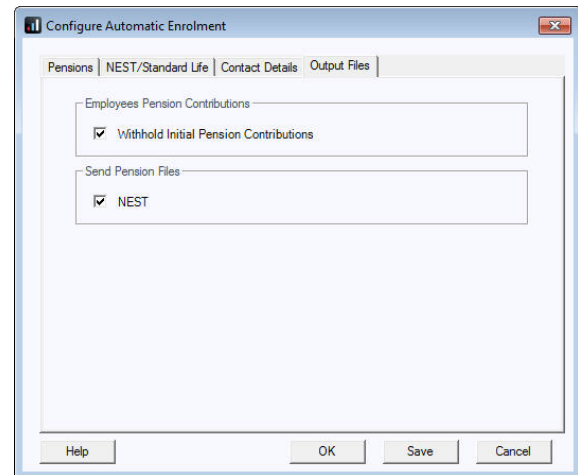 Configure Automatic Enrolment
Pensions NEST/Standard Life Contact Details Output Files
Employees Pension Contributions
Withhold Initial Pension Contributions
Send Pension Files
NEST
Help OK Save Cancel